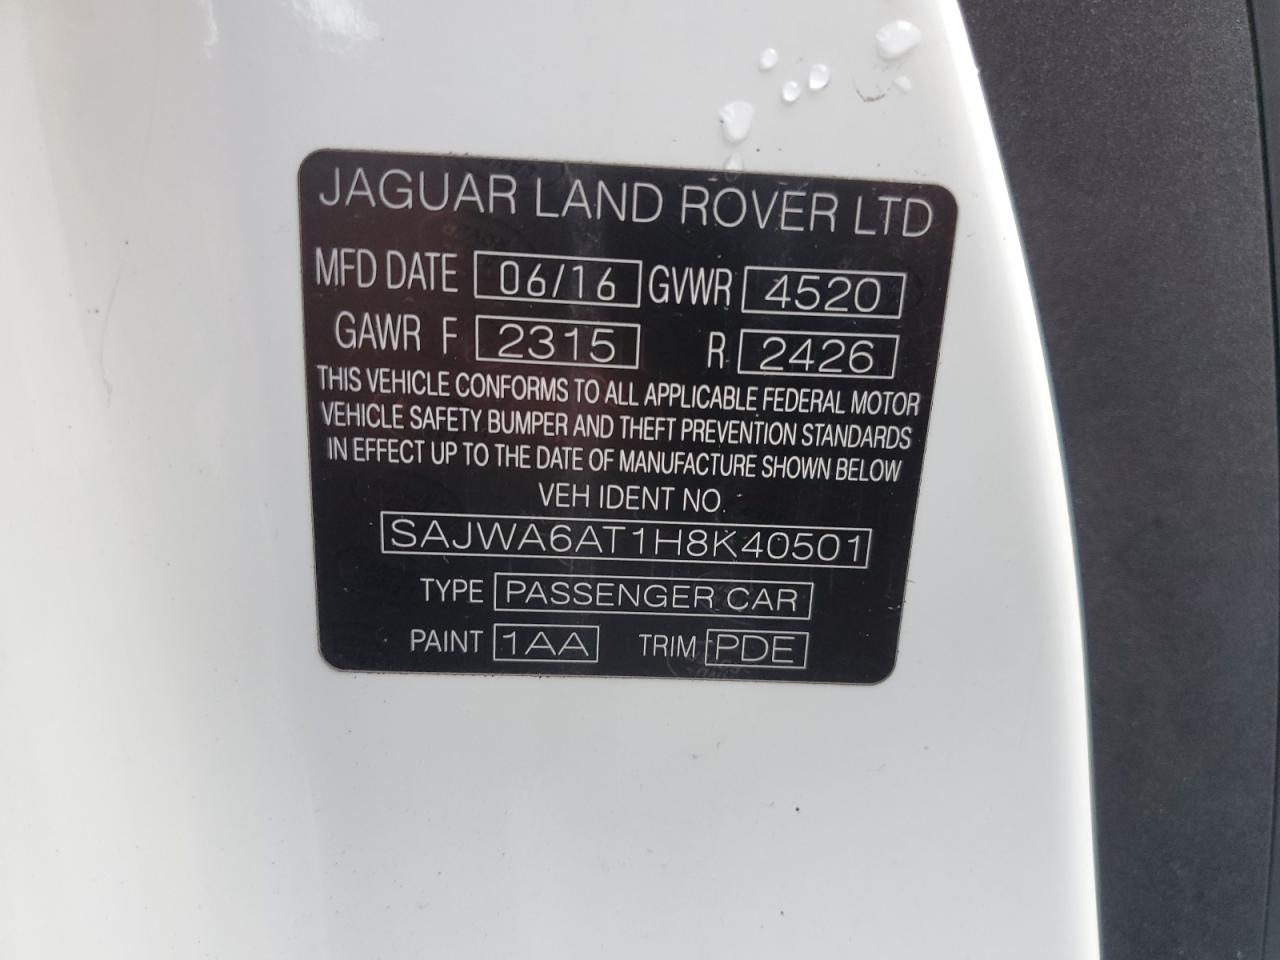 JAGUAR LAND ROVER LTD
MFD DATE 06/16 GVWR 4520
GAWR F 2315 R 2426
THIS VEHICLE CONFORMS TO ALL APPLICABLE FEDERAL MOTOR
VEHICLE SAFETY BUMPER AND THEFT PREVENTION STANDARDS
IN EFFECT UP TO THE DATE OF MANUFACTURE SHOWN BELOW
VEH IDENT NO.
SAJWA6AT1H8K40501
TYPE PASSENGER CAR
PAINT 1AA TRIM PDE